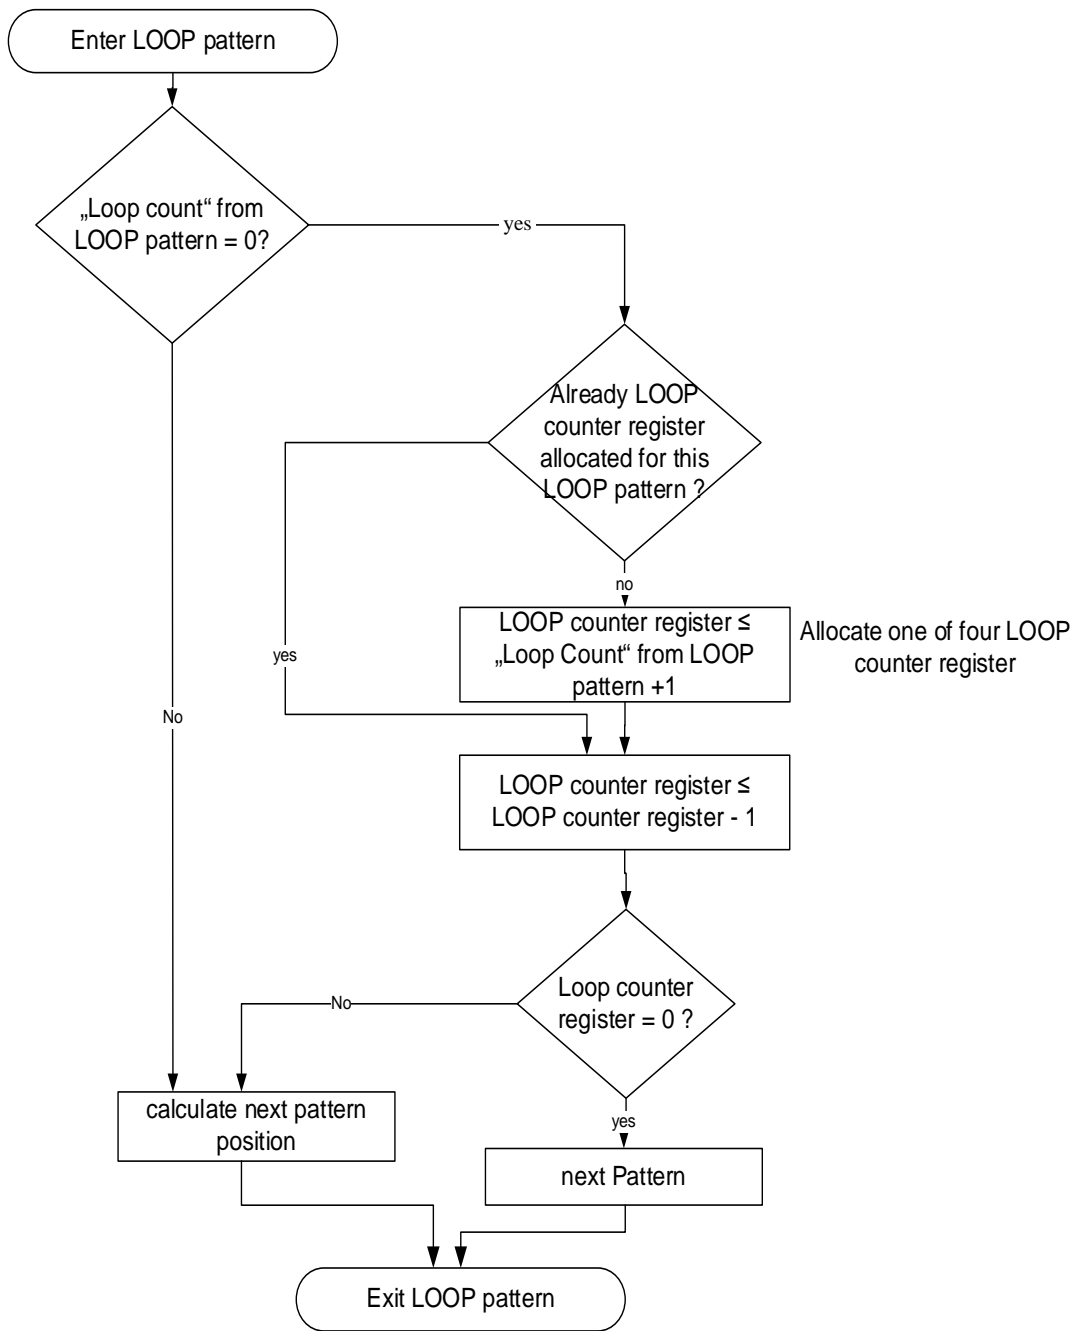 Enter LOOP pattern
„Loop count“ from
LOOP pattern = 0?
yes
Already LOOP
counter register
allocated for this
LOOP pattern ?
no
LOOP counter register ≤
„Loop Count“ from LOOP
pattern +1
Allocate one of four LOOP
counter register
yes
No
LOOP counter register ≤
LOOP counter register - 1
Loop counter
register = 0 ?
No
calculate next pattern
position
yes
next Pattern
Exit LOOP pattern